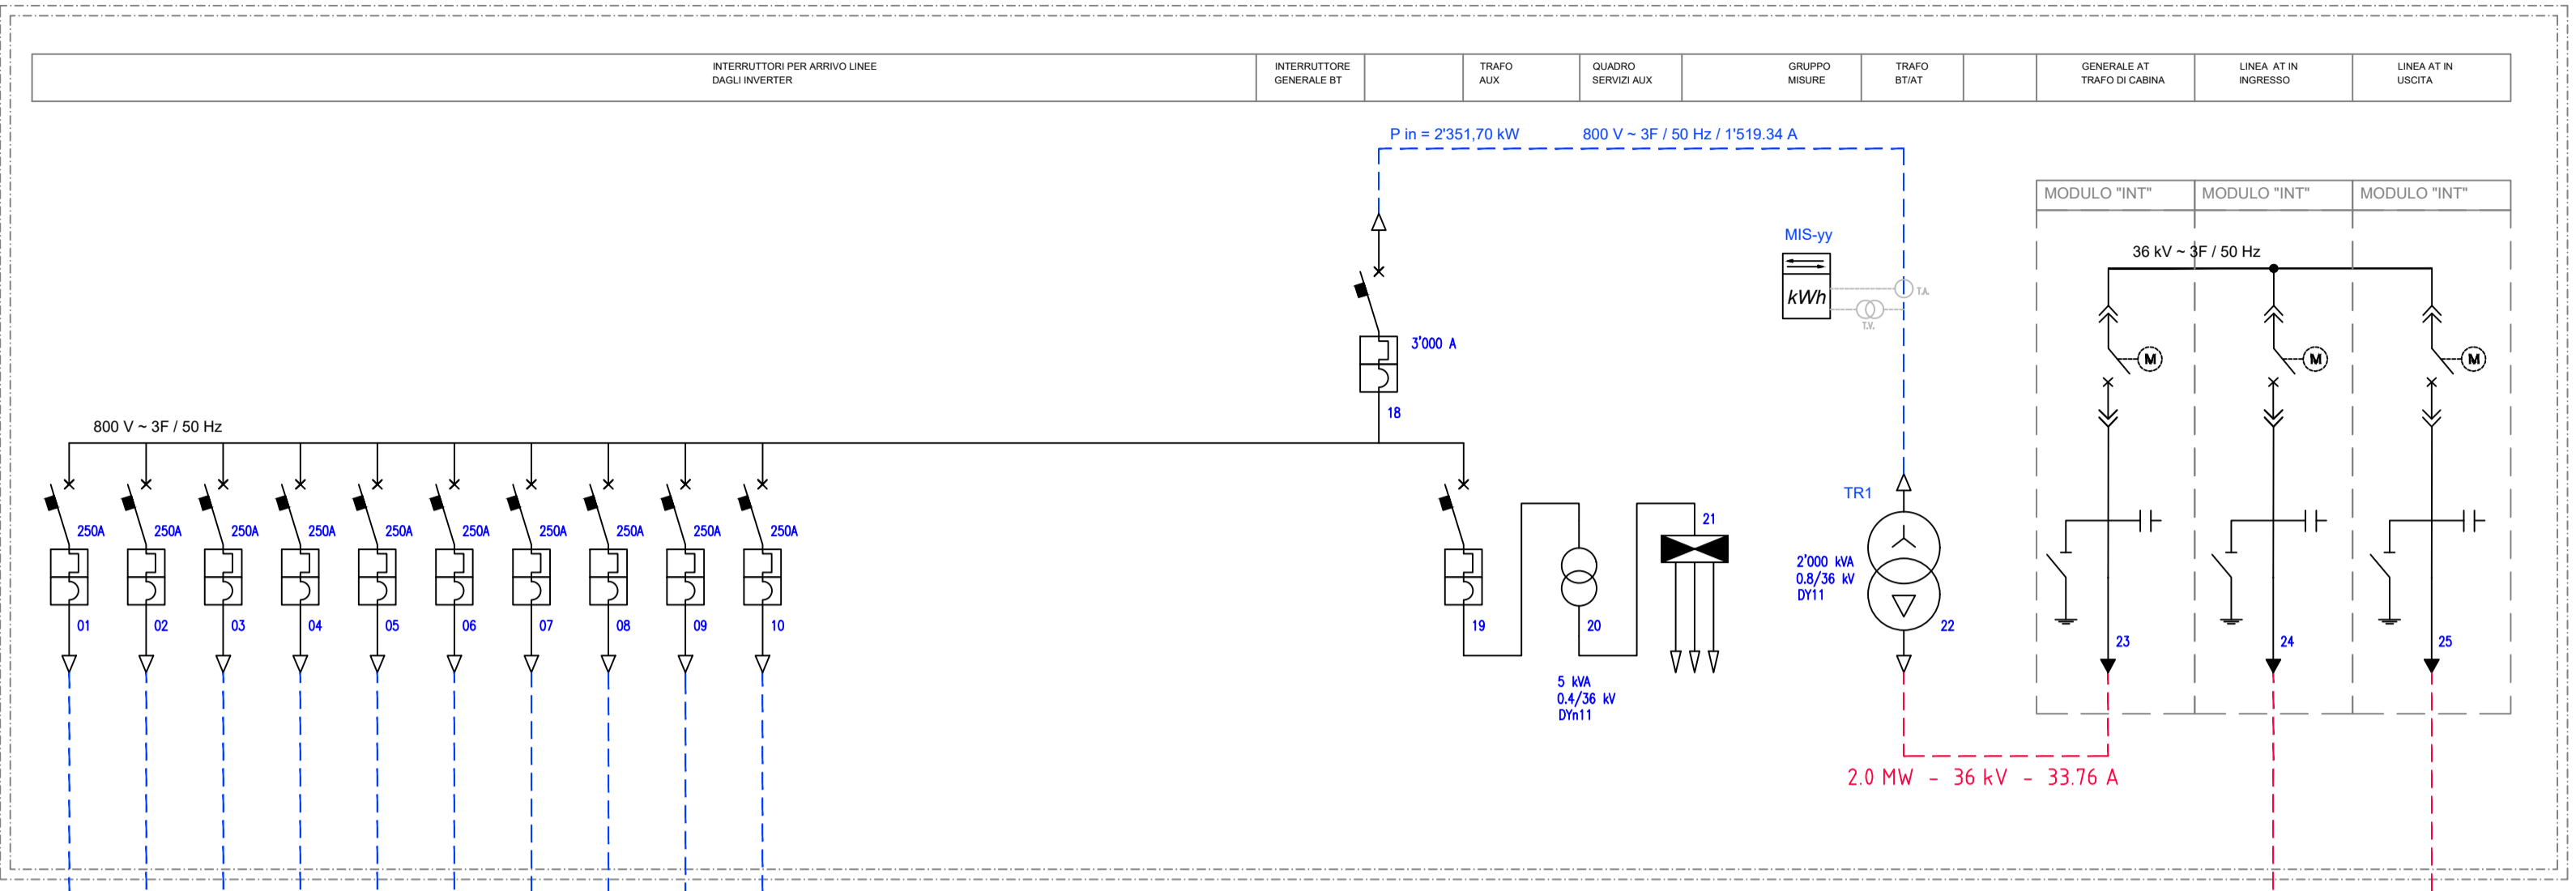 INTERRUTTORI PER ARRIVO LINEE
DAGLI INVERTER
INTERRUTTORE
GENERALE BT
TRAFO
AUX
QUADRO
SERVIZI AUX
GRUPPO
MISURE
TRAFO
BT/AT
GENERALE AT
TRAFO DI CABINA
LINEA AT IN
INGRESSO
LINEA AT IN
USCITA
P in = 2'351,70 kW
800 V ~ 3F / 50 Hz / 1'519.34 A
MODULO "INT"
MODULO "INT"
MODULO "INT"
MIS-yy
36 kV ~ 3F / 50 Hz
kWh
T.A.
T.V.
3'000 A
M
M
M
18
800 V ~ 3F / 50 Hz
TR1
21
250A
250A
250A
250A
250A
250A
250A
250A
250A
250A
2'000 kVA
0.8/36 kV
DY11
01
02
03
04
05
06
07
08
09
10
19
20
22
23
24
25
5 kVA
0.4/36 kV
DYn11
2.0 MW - 36 kV - 33.76 A